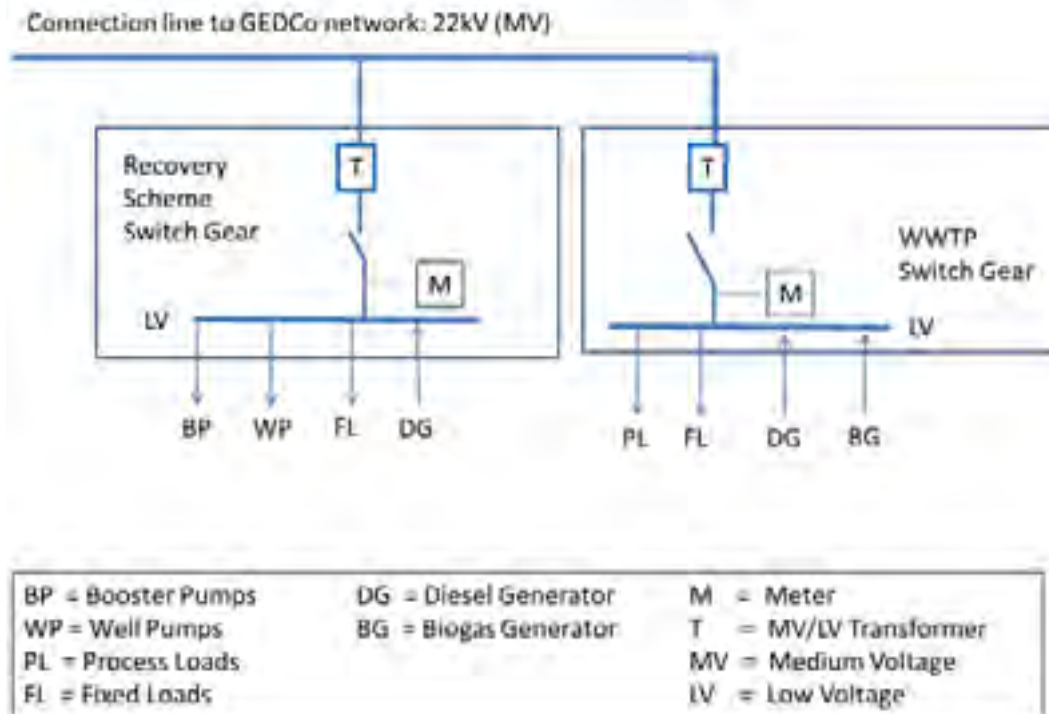 Connection line to GEDCo network: 22kV (MV)
Recovery
Scheme
Switch Gear
T
M
LV
BP WP FL DG
T
WWTP
Switch Gear
M
LV
PL FL DG BG
BP = Booster Pumps DG = Diesel Generator M = Meter
WP = Well Pumps BG = Biogas Generator T = MV/LV Transformer
PL = Process Loads MV = Medium Voltage
FL = Fixed Loads LV = Low Voltage